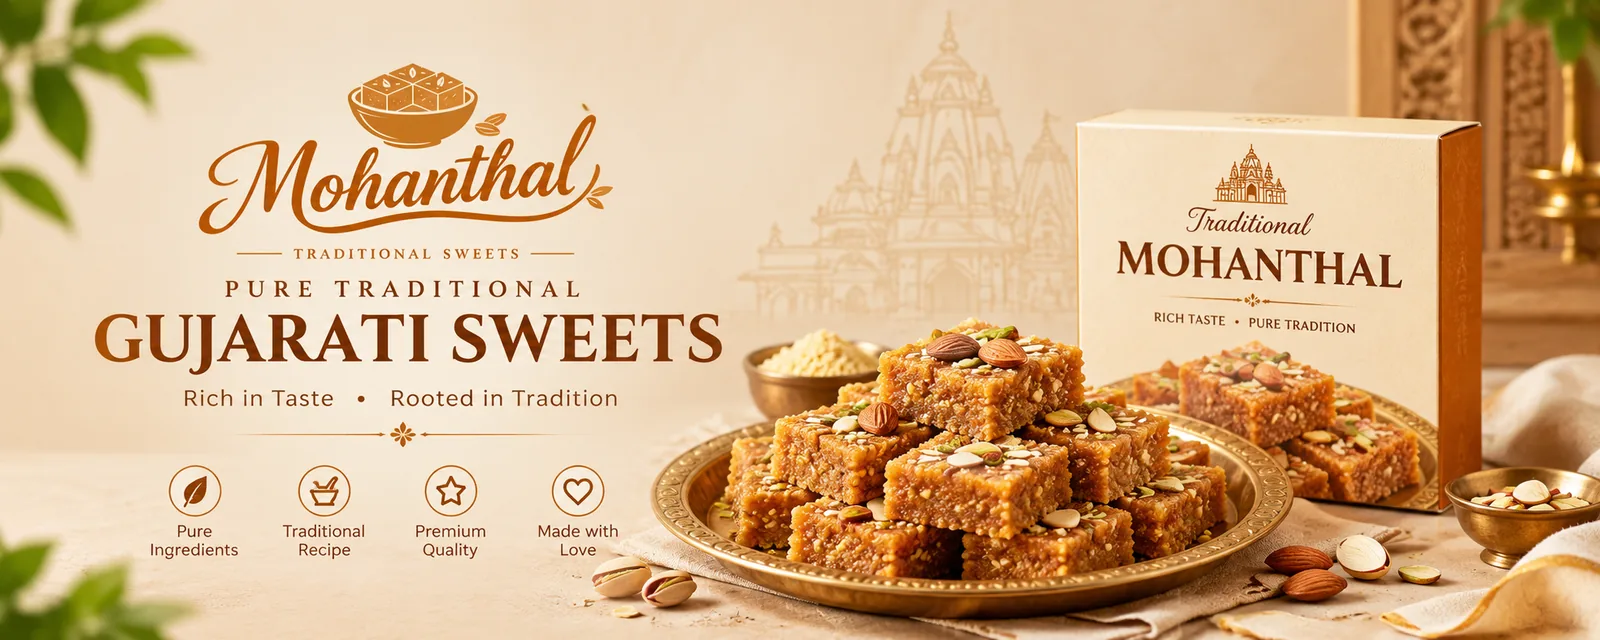 Mohanthal
TRADITIONAL SWEETS
PURE TRADITIONAL
GUJARATI SWEETS
Rich in Taste • Rooted in Tradition
Pure
Ingredients
Traditional
Recipe
Premium
Quality
Made with
Love
Traditional
MOHANTHAL
RICH TASTE • PURE TRADITION